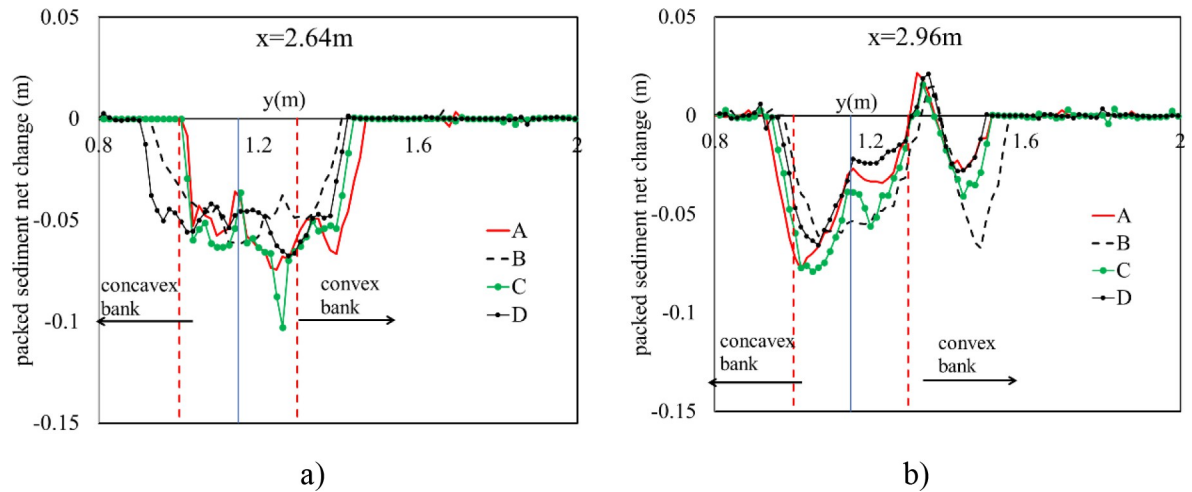 a)
0.05
x=2.64m
y(m)
0
0.8
1.2
1.6
2
-0.05
-0.1
-0.15
packed sediment net change (m)
A
B
C
D
concavex
bank
convex
bank
a)
b)
0.05
x=2.96m
y(m)
0
0.8
1.2
1.6
2
-0.05
-0.1
-0.15
packed sediment net change (m)
A
B
C
D
concavex
bank
convex
bank
b)